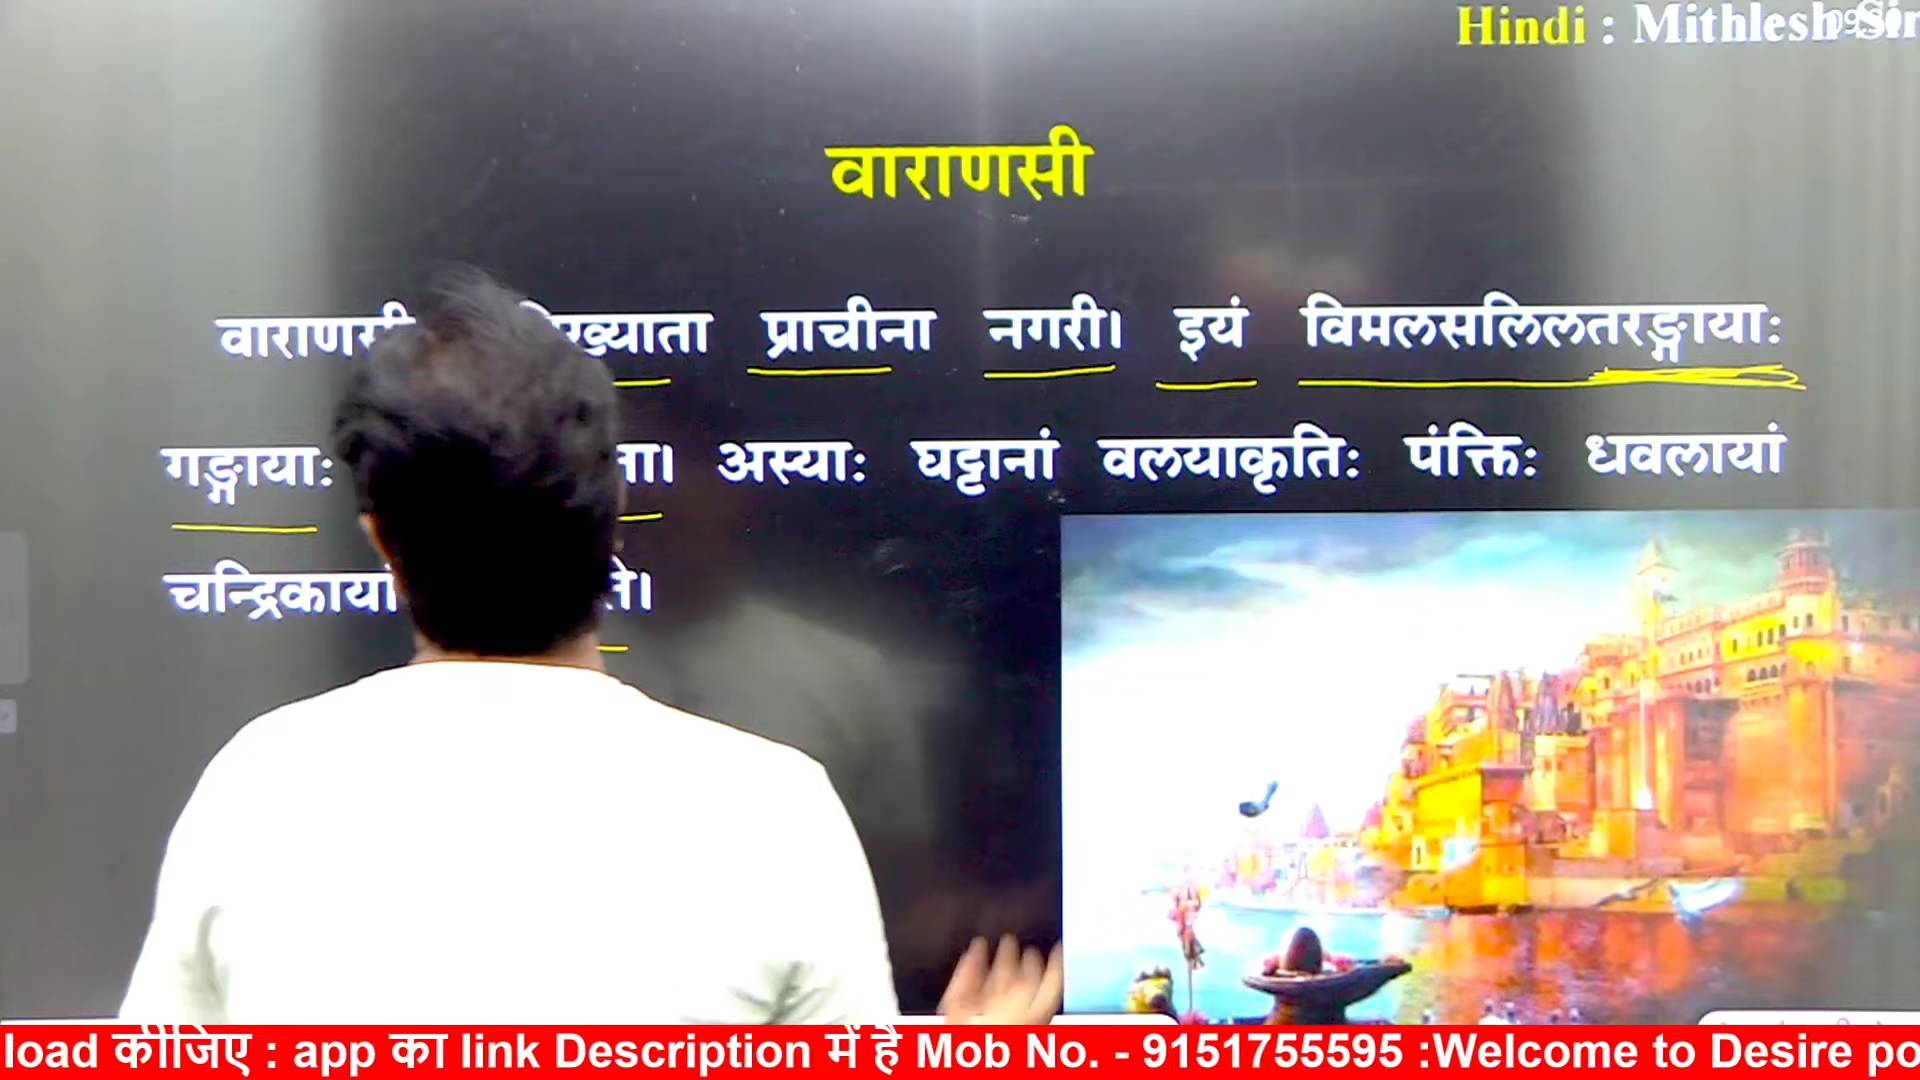 Hindi : Mithlesh Sir
वाराणसी
प्राचीना नगरी। इयं विमलसलिलतरङ्गायाः
गङ्गायाः अस्याः घट्टानां वलयाकृतिः पंक्तिः धवलायां
load कीजिए : app का link Description में है Mob No. - 9151755595 :Welcome to Desire po